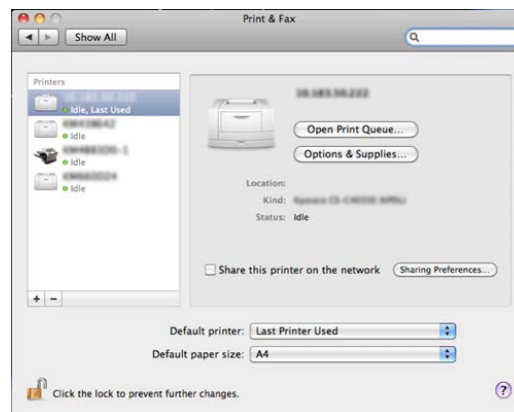 Print & Fax
Show All
Printers
Idle, Last Used
Idle
Idle
Idle
Open Print Queue...
Options & Supplies...
Location:
Kind:
Status: Idle
Share this printer on the network
Sharing Preferences...
+ −
Default printer: Last Printer Used
Default paper size: A4
Click the lock to prevent further changes.
?